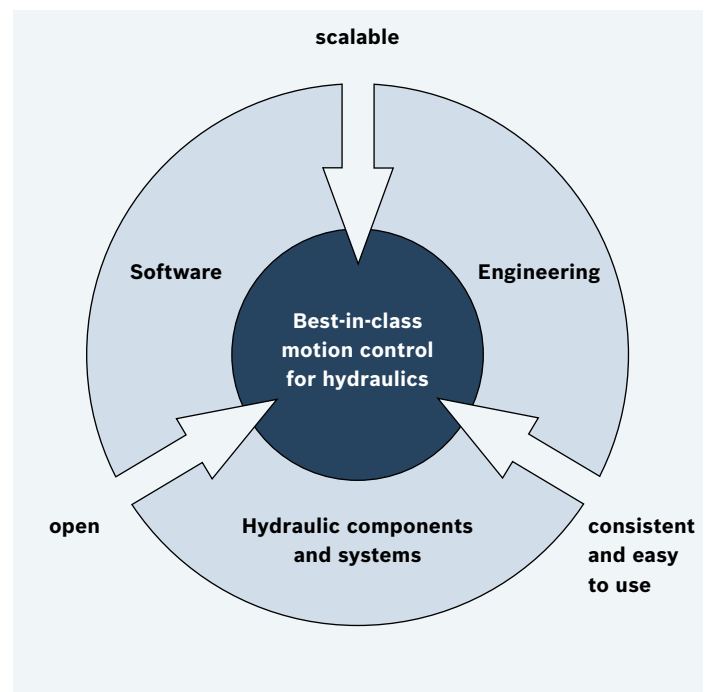 scalable
Software
Engineering
Best-in-class
motion control
for hydraulics
open
Hydraulic components
and systems
consistent
and easy
to use